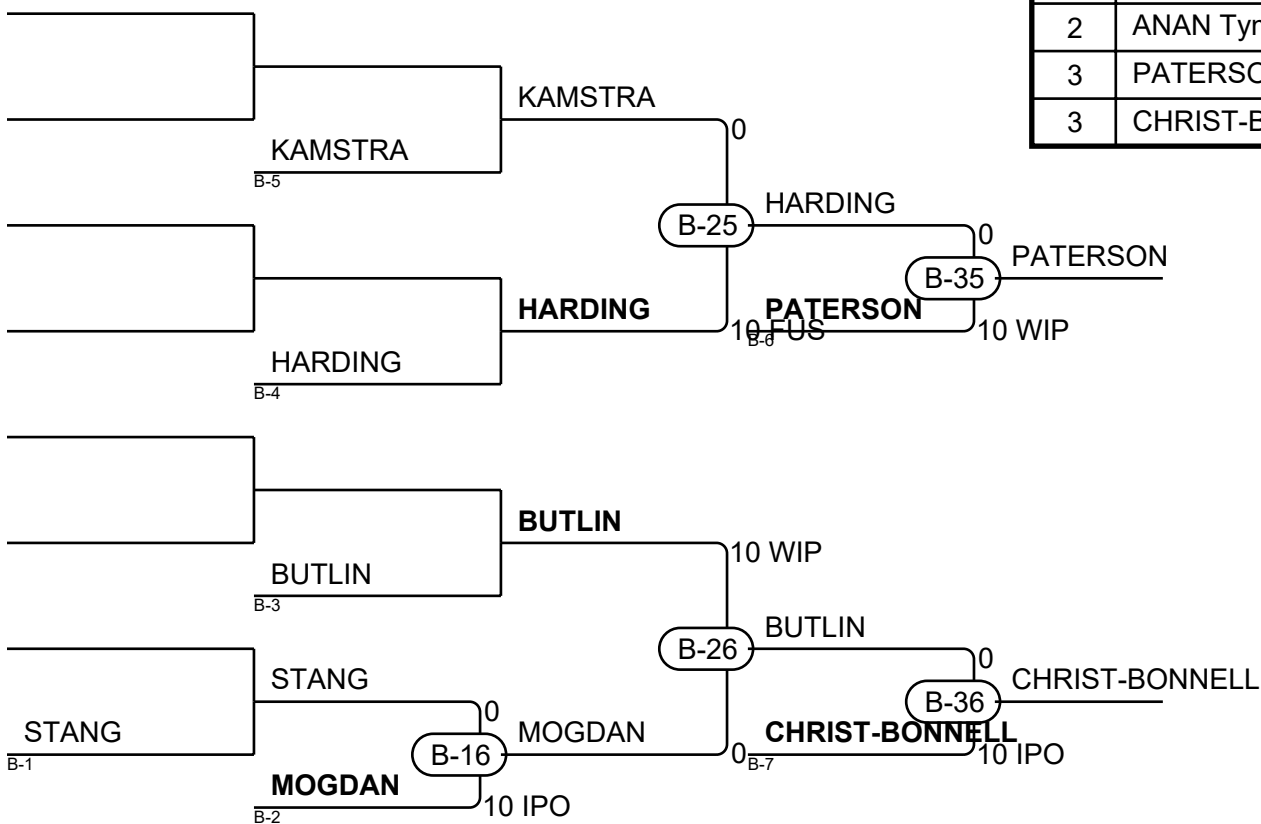 2 ANAN Tyn
3 PATERSO
3 CHRIST-B
KAMSTRA
0
KAMSTRA
B-5
HARDING
B-25
0
PATERSON
B-35
HARDING
10 FUS
PATERSON
B-6
10 WIP
HARDING
B-4
BUTLIN
10 WIP
BUTLIN
B-3
BUTLIN
B-26
0
STANG
CHRIST-BONNELL
B-36
0
STANG
B-1
MOGDAN
B-16
0
CHRIST-BONNELL
B-7
10 IPO
MOGDAN
B-2
10 IPO